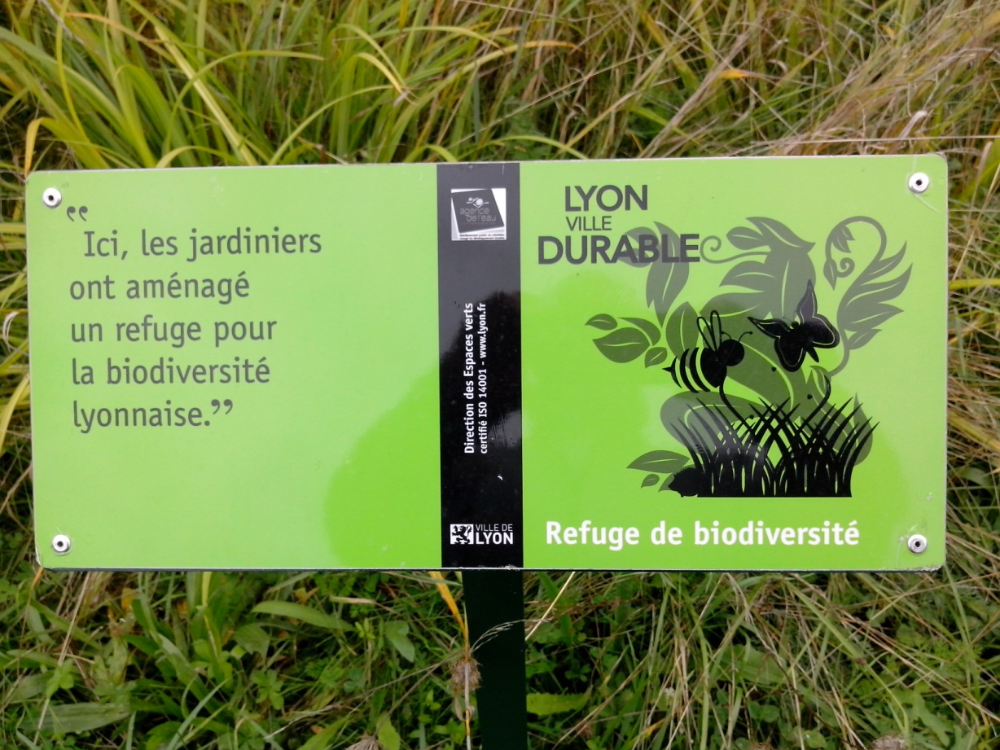 “Ici, les jardiniers
ont aménagé
un refuge pour
la biodiversité
lyonnaise.”
agence
de l'eau
Direction des Espaces verts
certifié ISO 14001 - www.lyon.fr
VILLE DE
LYON
LYON
VILLE
DURABLE
Refuge de biodiversité